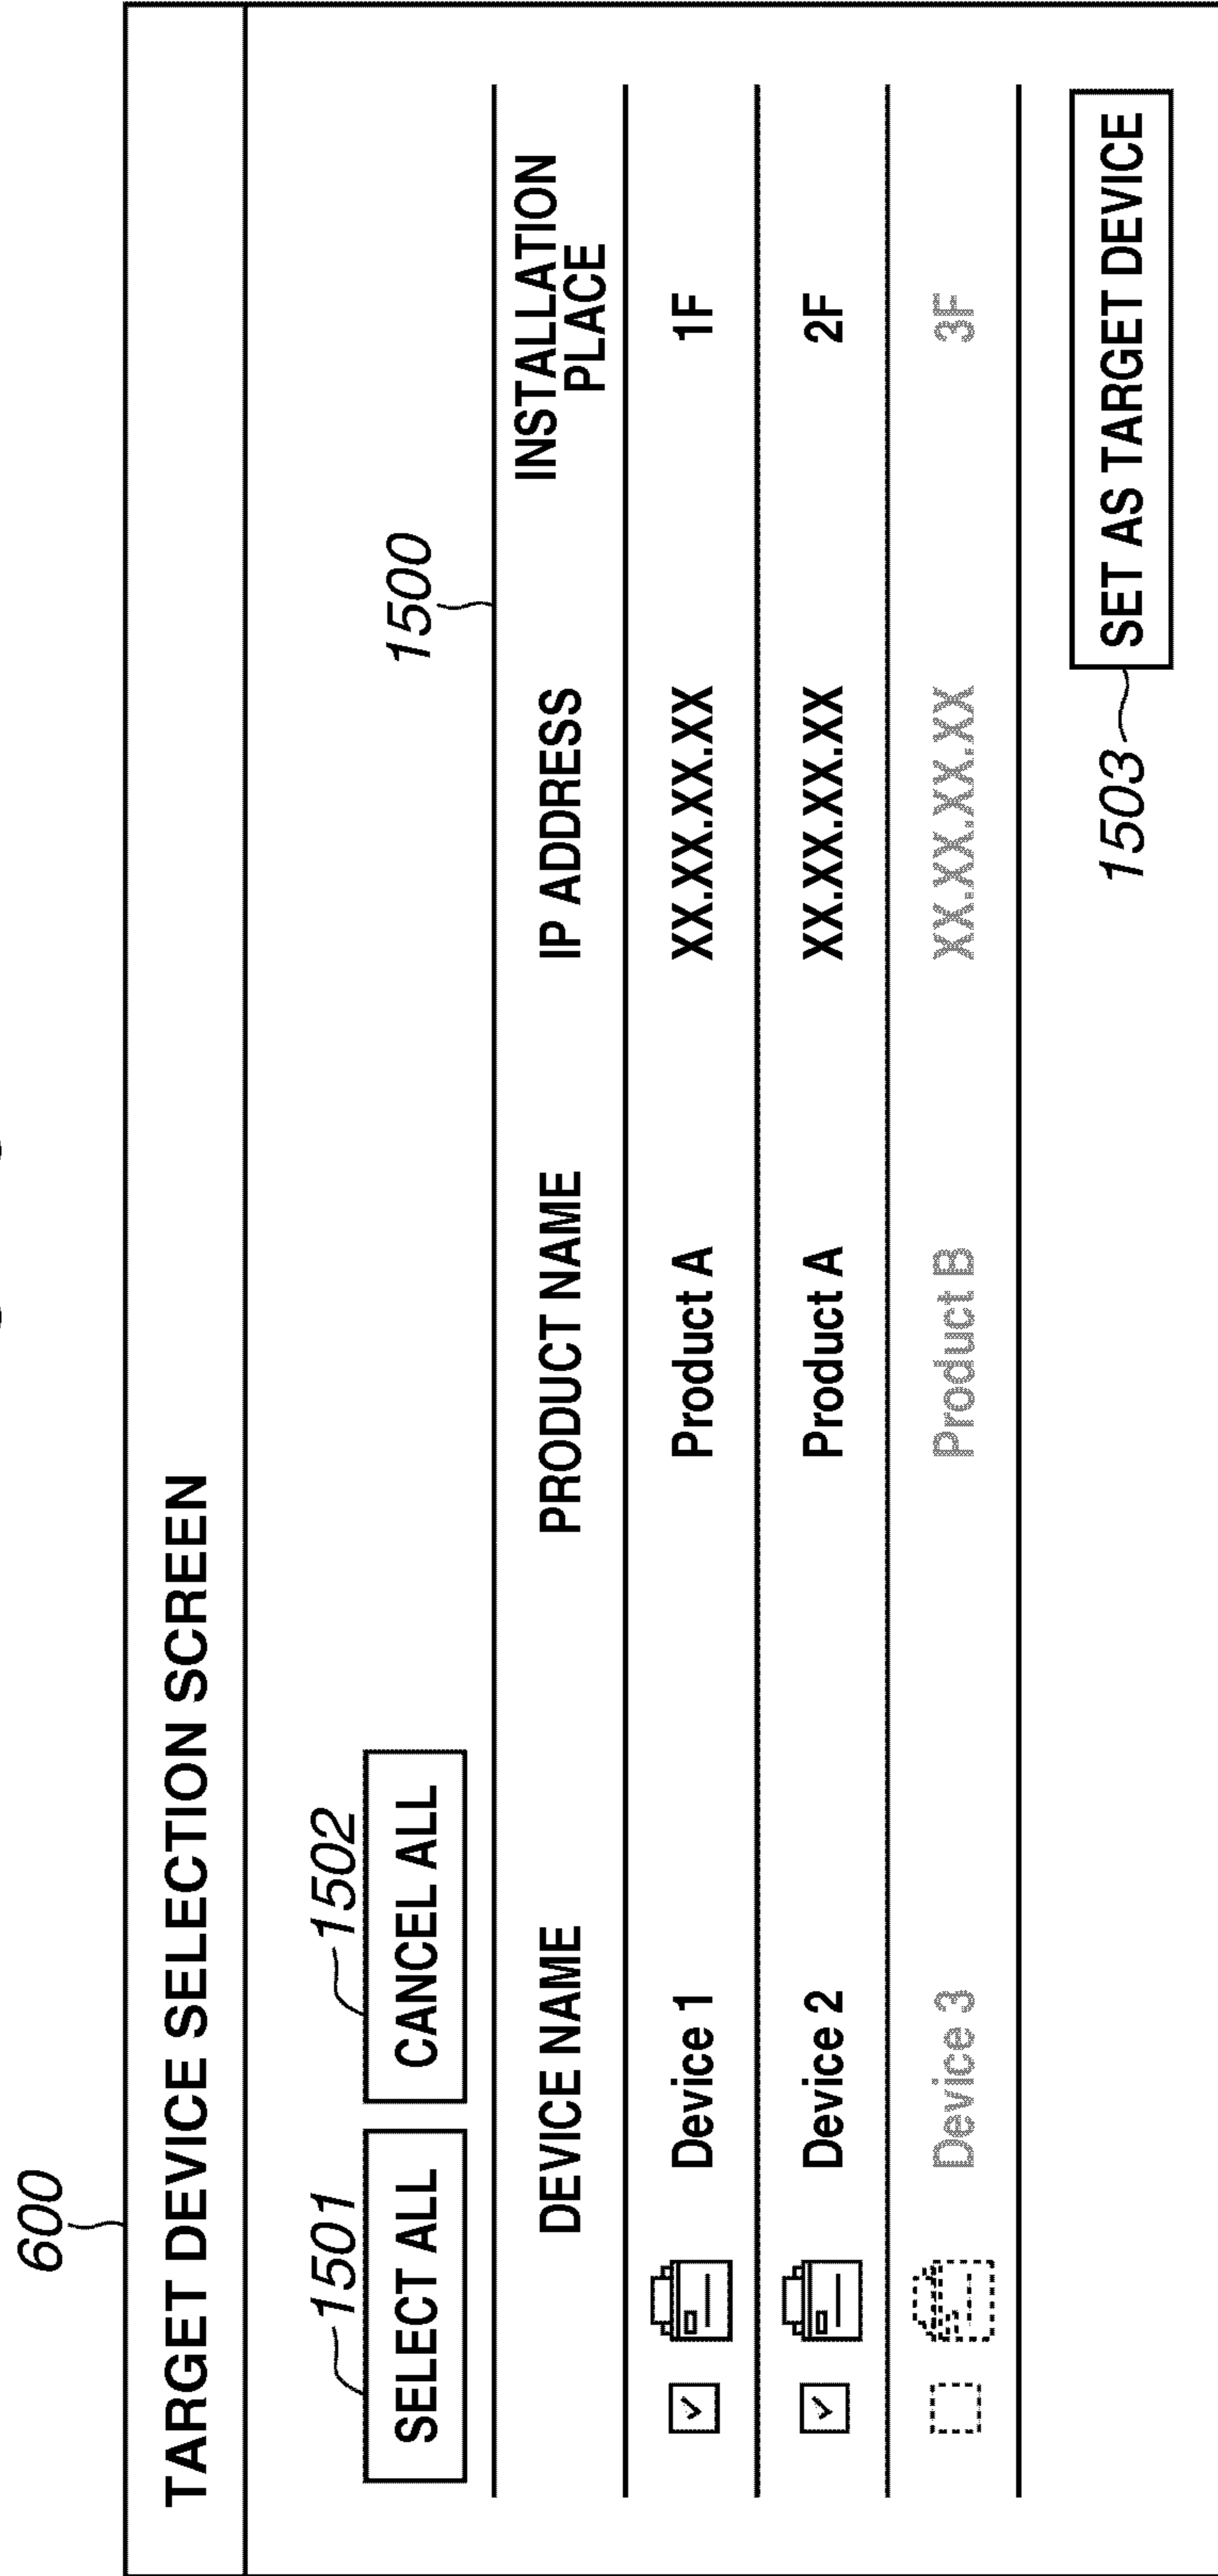 600
TARGET DEVICE SELECTION SCREEN
1501
1502
SELECT ALL
CANCEL ALL
1500
DEVICE NAME
PRODUCT NAME
IP ADDRESS
INSTALLATION
PLACE
Device 1
Product A
XX.XX.XX.XX
1F
Device 2
Product A
XX.XX.XX.XX
2F
Device 3
Product B
XX.XX.XX.XX
3F
1503
SET AS TARGET DEVICE